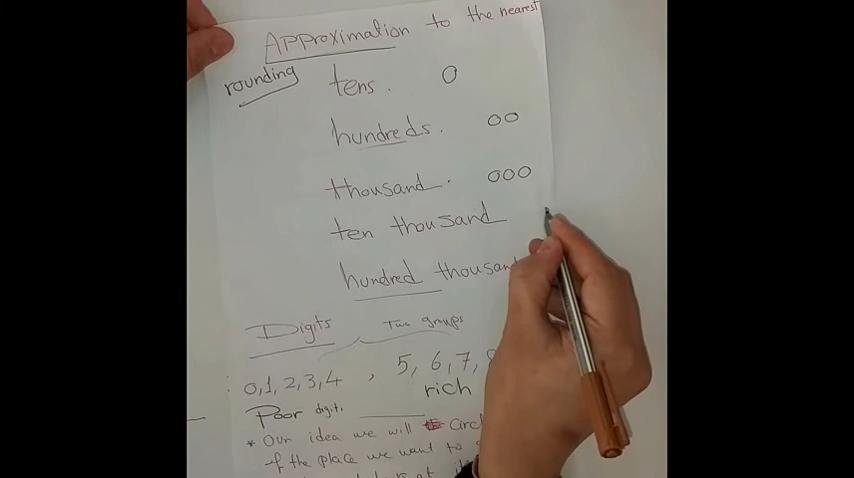 Approximation to the nearest
rounding
tens. 0
hundreds. 00
thousand. 000
ten thousand
hundred thousand
Digits Two groups
0,1,2,3,4 , 5,6,7,
Poor digit. rich
* Our idea we will Circl
of the place we want to